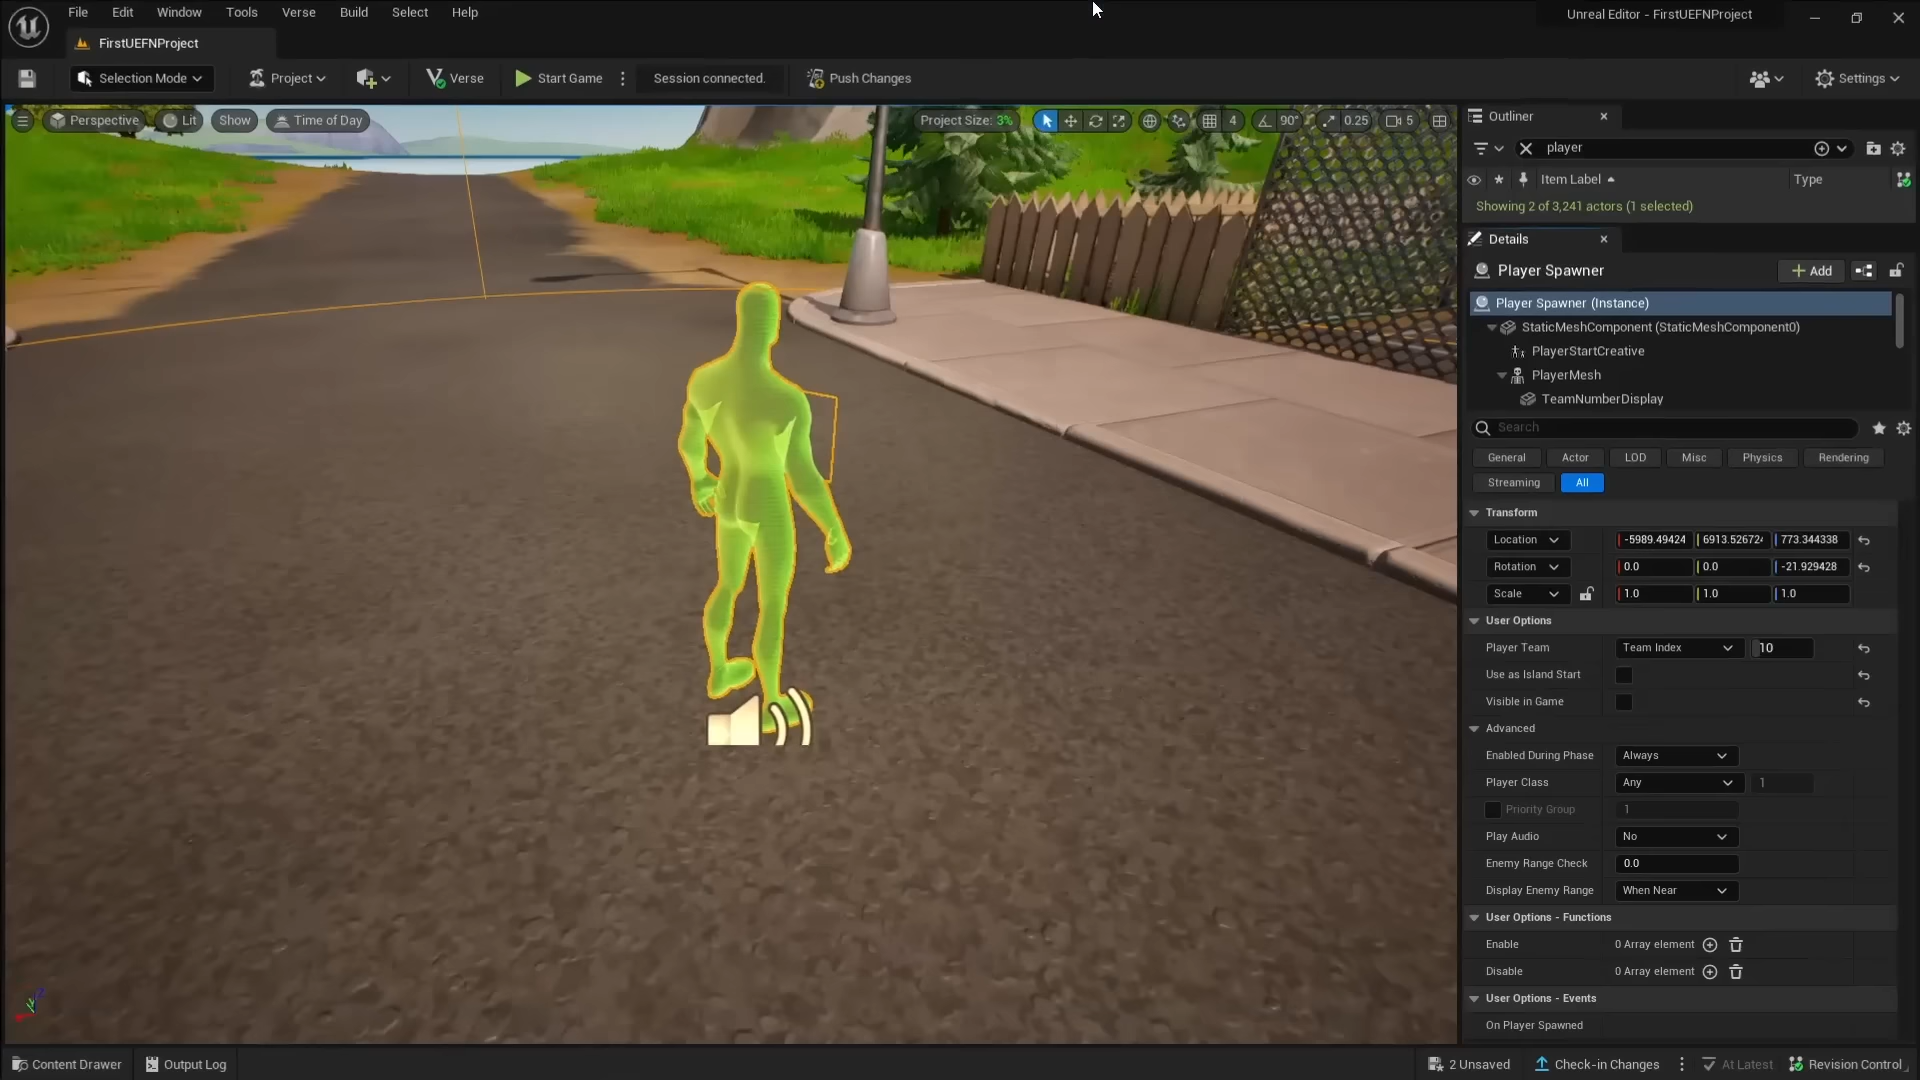 File Edit Window Tools Verse Build Select Help
Unreal Editor - FirstUEFNProject
FirstUEFNProject
Selection Mode Project Verse Start Game Session connected. Push Changes Settings
Perspective Lit Show Time of Day Project Size: 3% 4 90° 0.25 5
Outliner
player
Item Label Type
Showing 2 of 3,241 actors (1 selected)
Details
Player Spawner Add
Player Spawner (Instance)
StaticMeshComponent (StaticMeshComponent0)
PlayerStartCreative
PlayerMesh
TeamNumberDisplay
Search
General Actor LOD Misc Physics Rendering
Streaming All
Transform
Location -5989.49424 6913.526724 773.344338
Rotation 0.0 0.0 -21.929428
Scale 1.0 1.0 1.0
User Options
Player Team Team Index 10
Use as Island Start
Visible in Game
Advanced
Enabled During Phase Always
Player Class Any 1
Priority Group 1
Play Audio No
Enemy Range Check 0.0
Display Enemy Range When Near
User Options - Functions
Enable 0 Array element
Disable 0 Array element
User Options - Events
On Player Spawned
Content Drawer Output Log 2 Unsaved Check-in Changes At Latest Revision Control